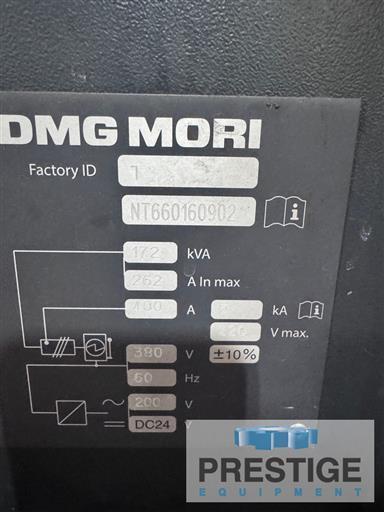 DMG MORI
Factory ID 1
NT660160902
172 kVA
262 A In max
400 A kA
V max.
380 V ±10%
60 Hz
200 V
DC24 V
PRESTIGE
EQUIPMENT